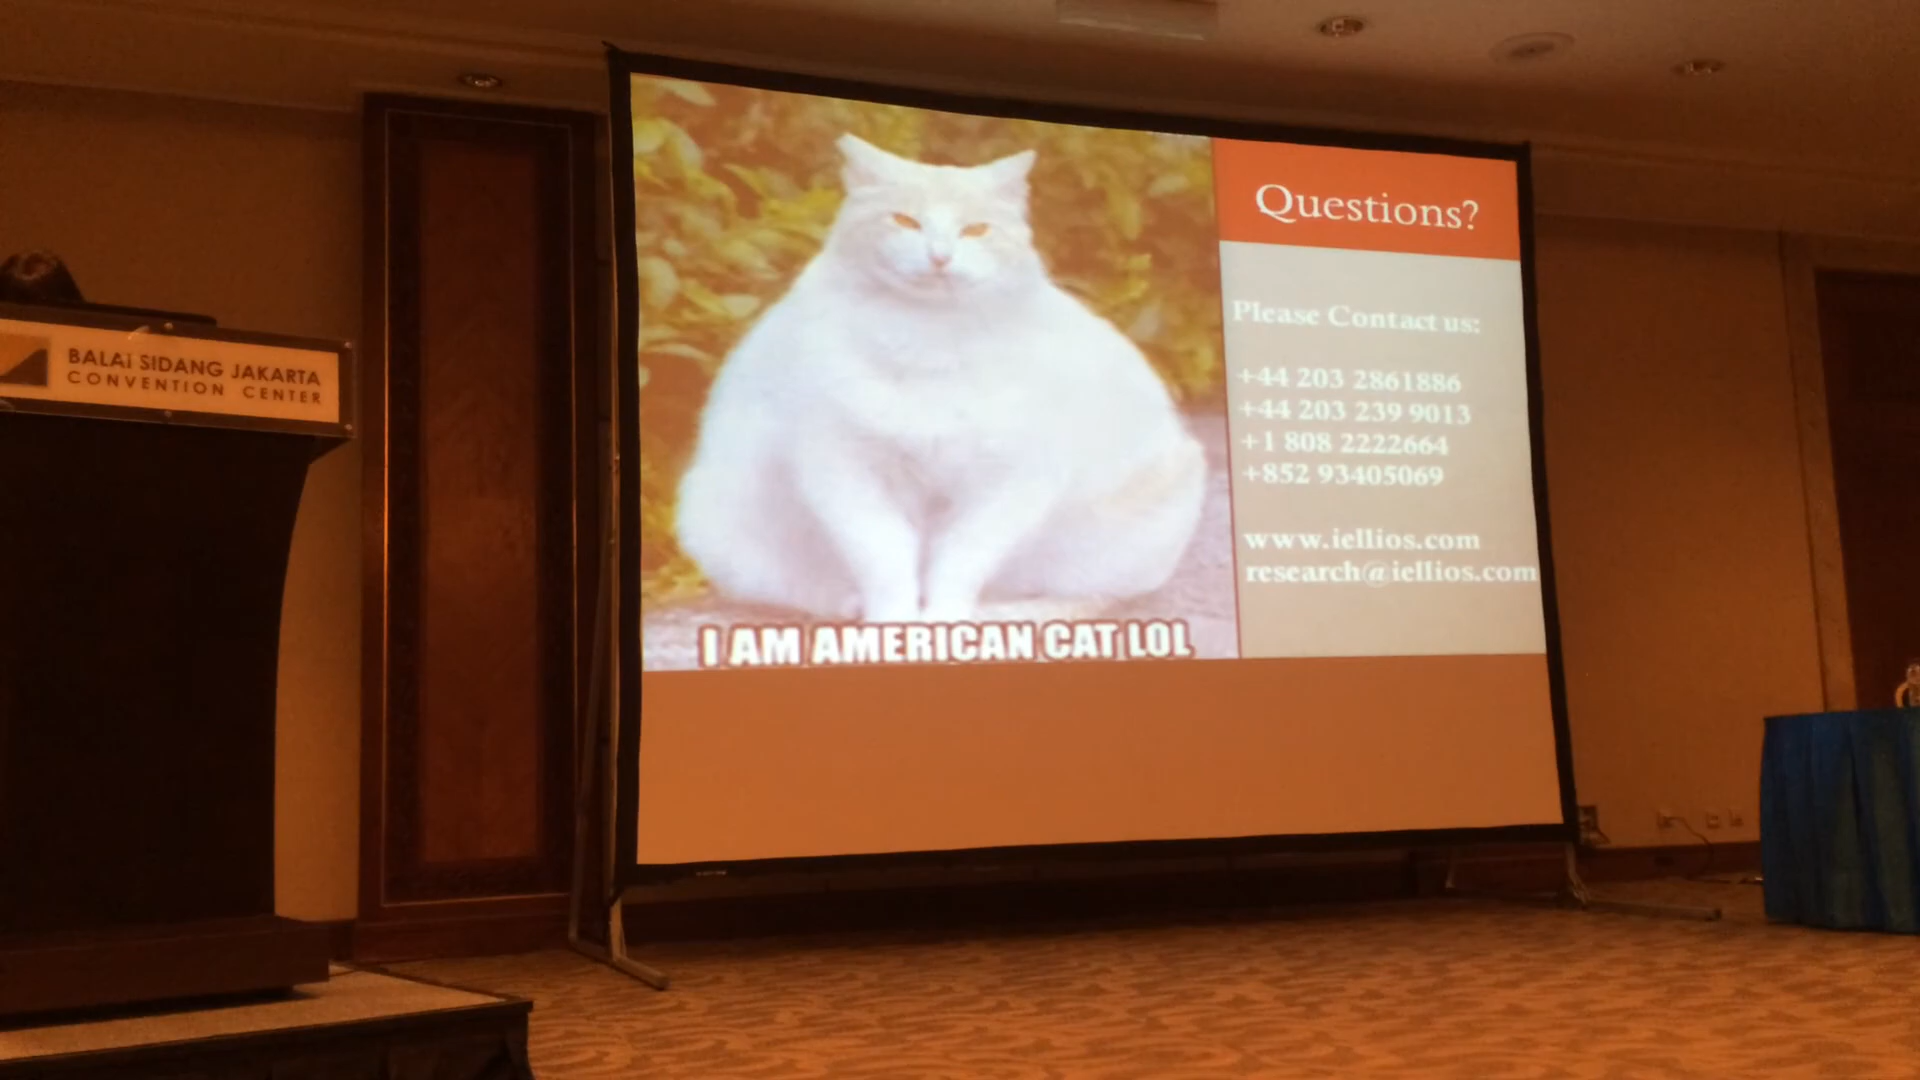 BALAI SIDANG JAKARTA
CONVENTION CENTER
I AM AMERICAN CAT LOL
Questions?
Please Contact us:
+44 203 2861886
+44 203 239 9013
+1 808 2222664
+852 93405069
www.iellios.com
research@iellios.com